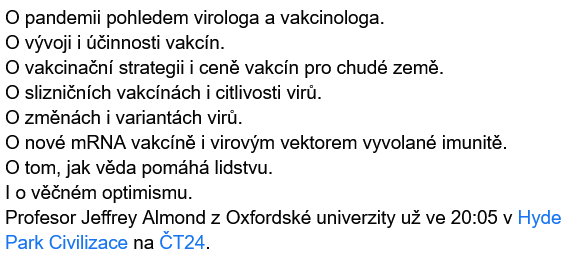 O pandemii pohledem virologa a vakcinologa.
O vývoji i účinnosti vakcín.
O vakcinační strategii i ceně vakcín pro chudé země.
O slizničních vakcínách i citlivosti virů.
O změnách i variantách virů.
O nové mRNA vakcíně i virovým vektorem vyvolané imunitě.
O tom, jak věda pomáhá lidstvu.
I o věčném optimismu.
Profesor Jeffrey Almond z Oxfordské univerzity už ve 20:05 v Hyde
Park Civilizace na ČT24.